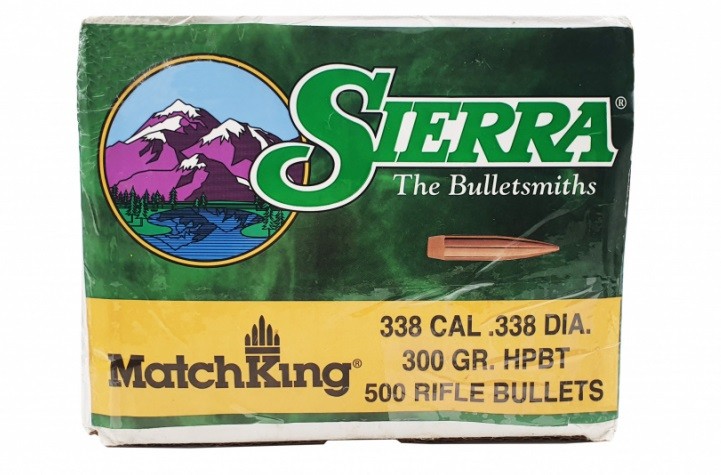 SIERRA®
The Bulletsmiths
MatchKing®
338 CAL .338 DIA.
300 GR. HPBT
500 RIFLE BULLETS